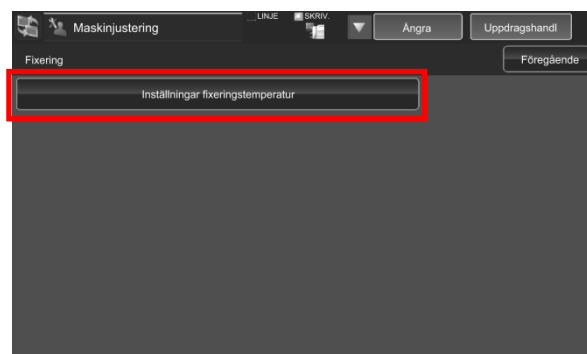 Maskinjustering
LINJE
SKRIV.
Ångra
Uppdragshandl
Fixering
Föregående
Inställningar fixeringstemperatur